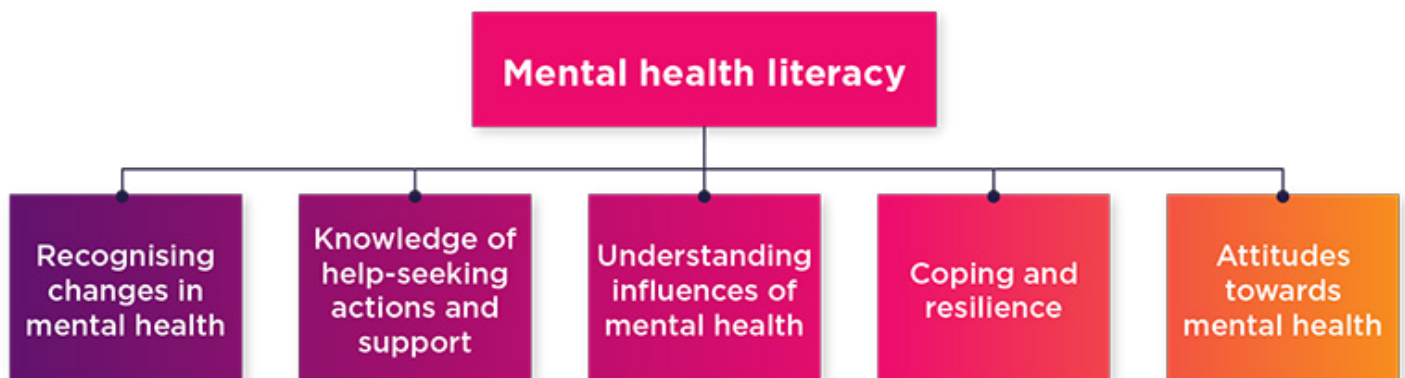 Mental health literacy
Recognising
changes in
mental health
Knowledge of
help-seeking
actions and
support
Understanding
influences of
mental health
Coping and
resilience
Attitudes
towards
mental health